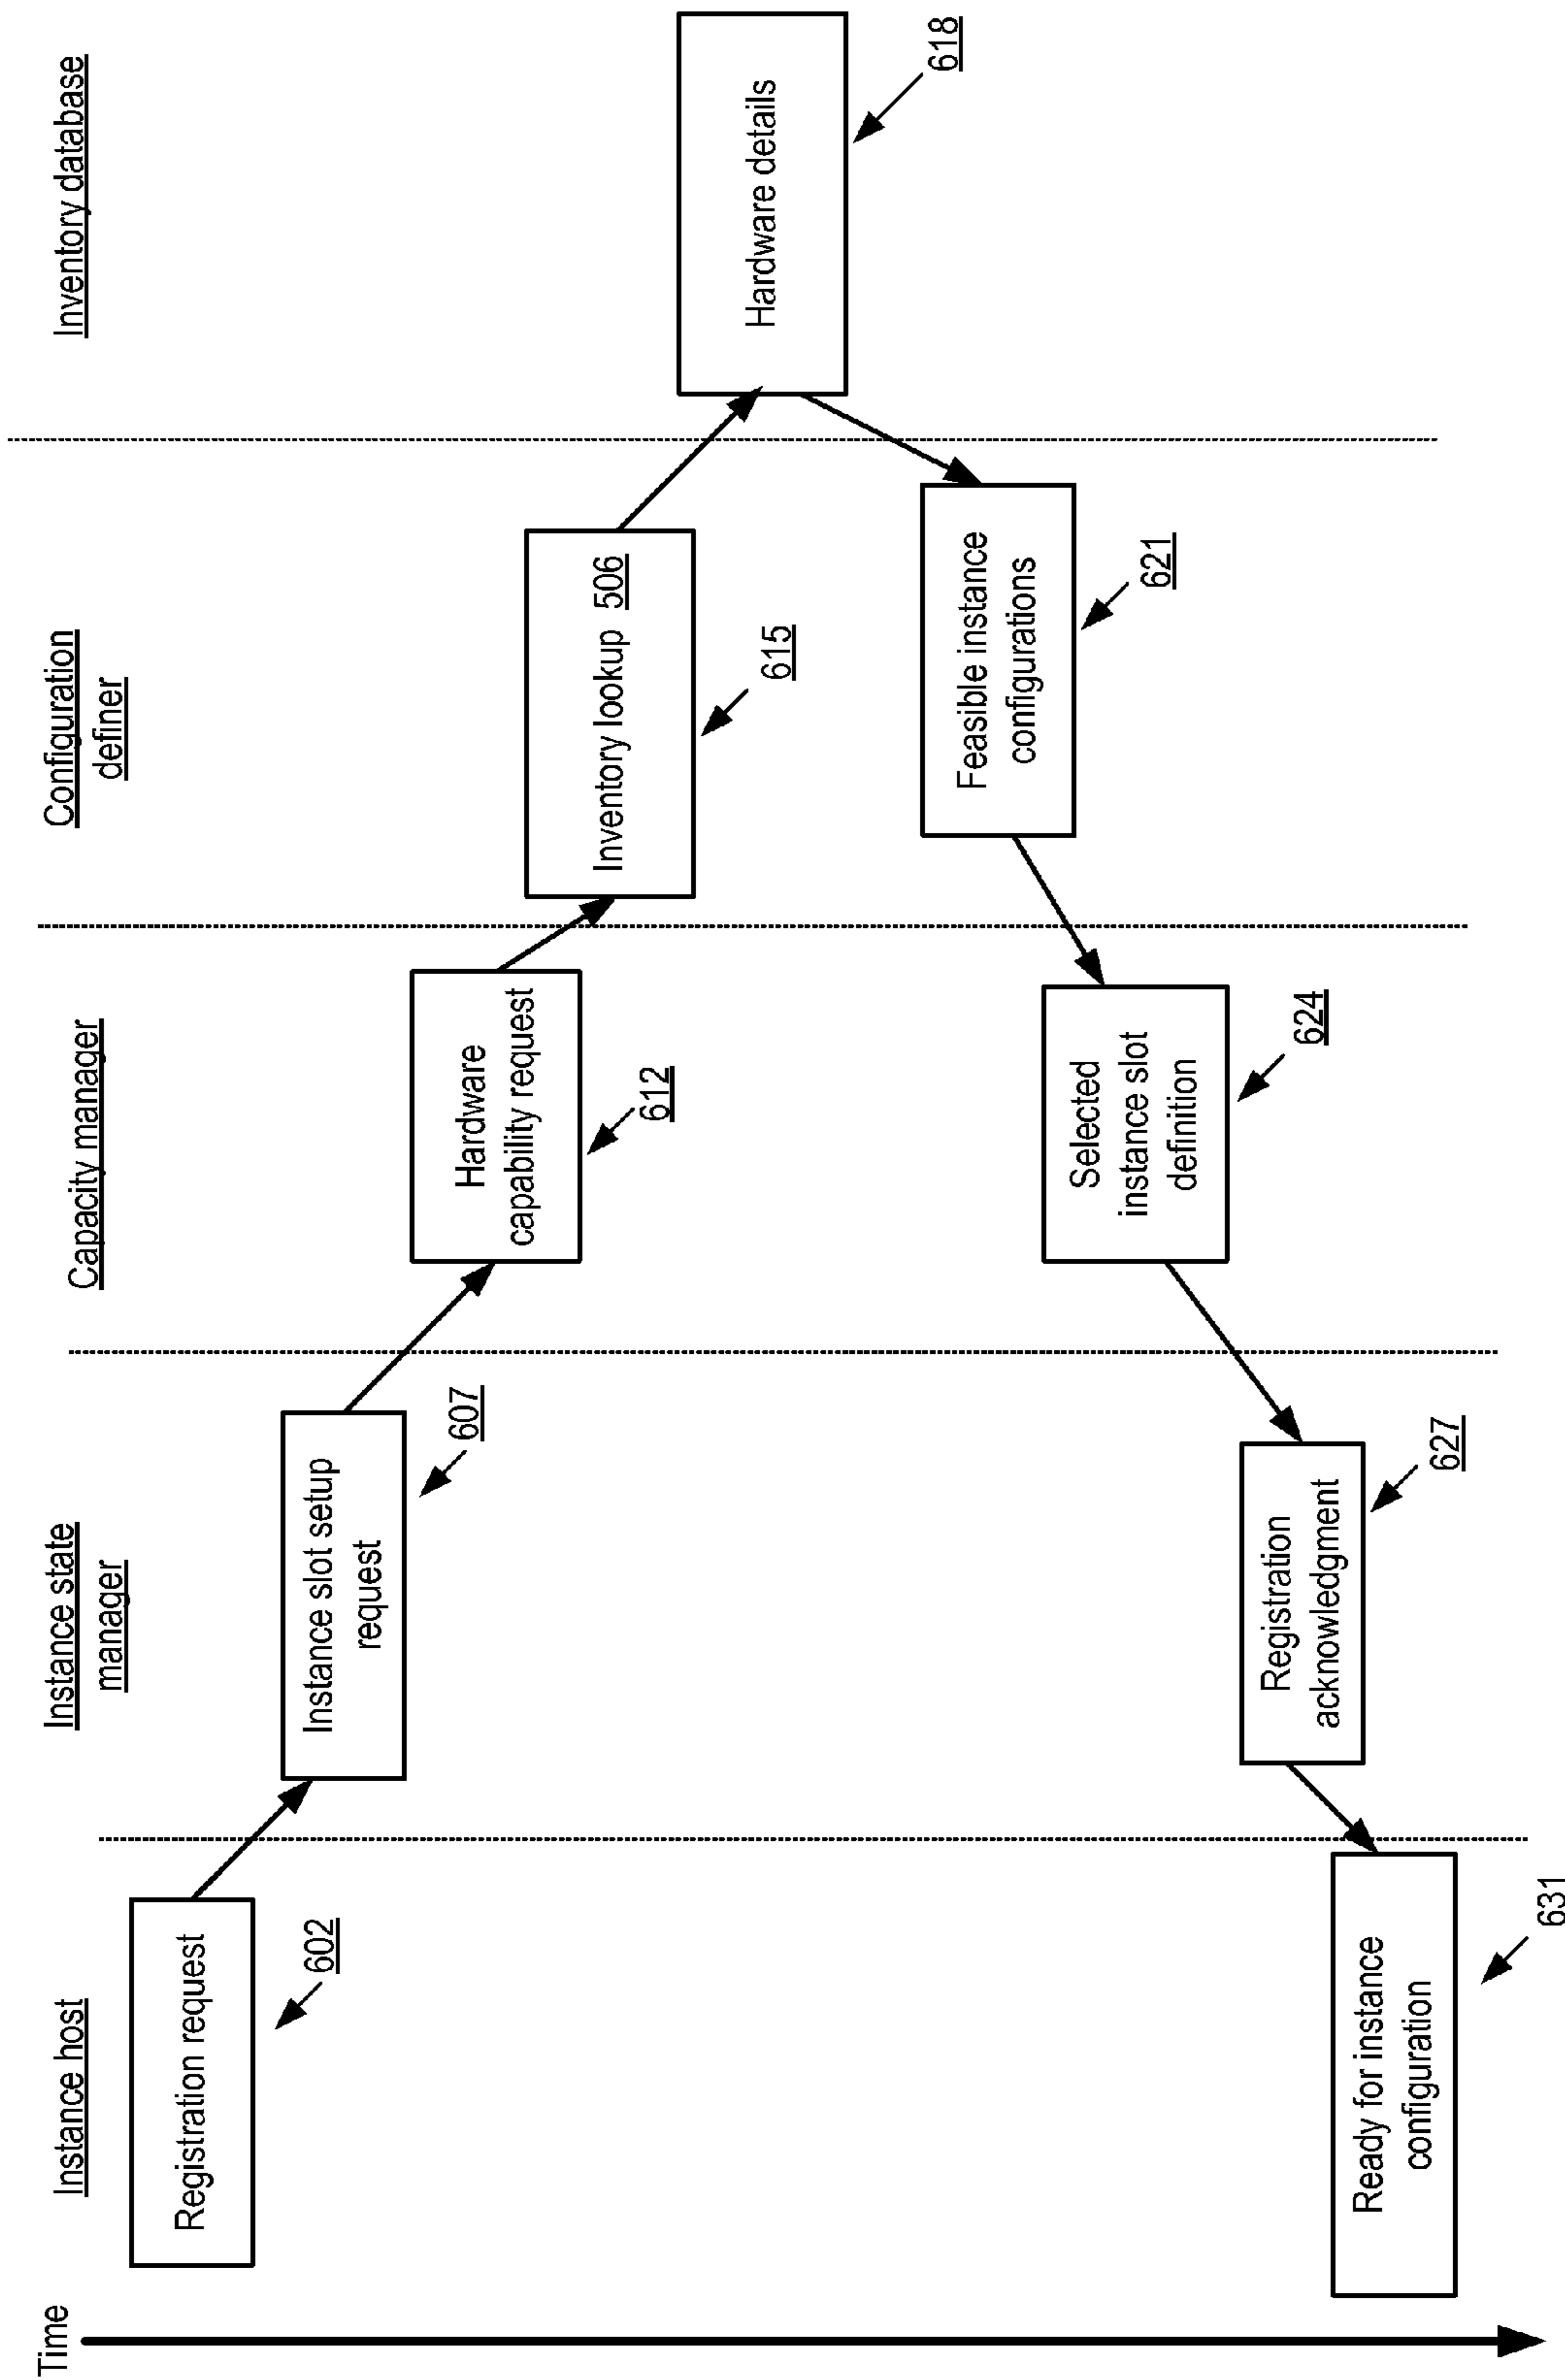 Time
Instance host
Instance state
manager
Capacity manager
Configuration
definer
Inventory database
Registration request
602
Instance slot setup
request
607
Hardware
capability request
612
Inventory lookup 506
615
Hardware details
618
Feasible instance
configurations
621
Selected
instance slot
definition
624
Registration
acknowledgment
627
Ready for instance
configuration
631